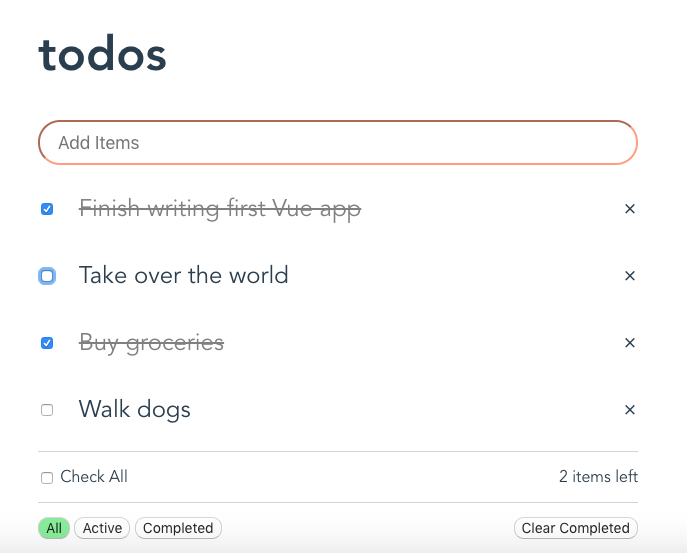 todos
Add Items
Finish writing first Vue app ×
Take over the world ×
Buy groceries ×
Walk dogs ×
Check All 2 items left
All Active Completed Clear Completed